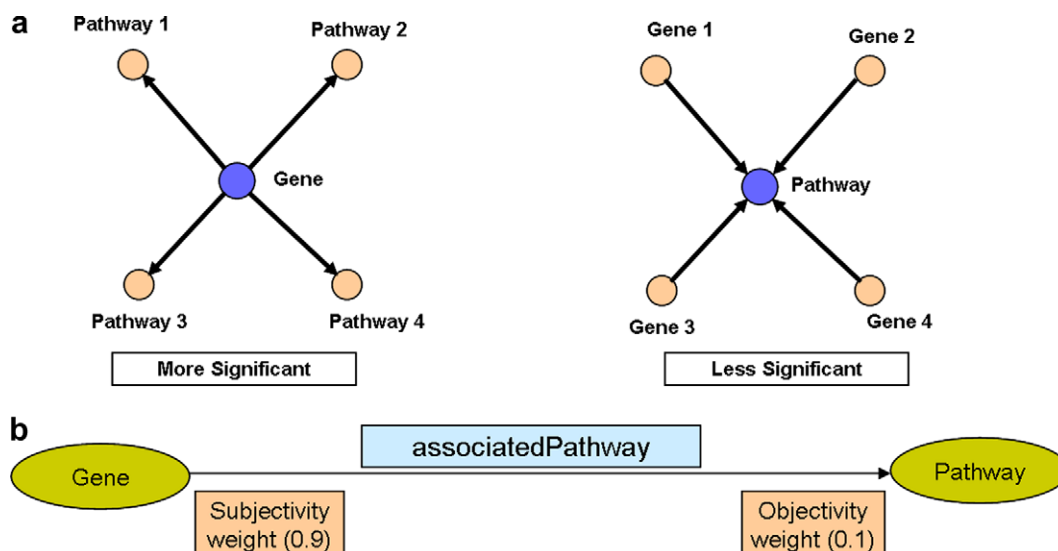 a
Pathway 1
Pathway 2
Gene
Pathway 3
Pathway 4
More Significant
Gene 1
Gene 2
Pathway
Gene 3
Gene 4
Less Significant
b
Gene
associatedPathway
Pathway
Subjectivity
weight (0.9)
Objectivity
weight (0.1)